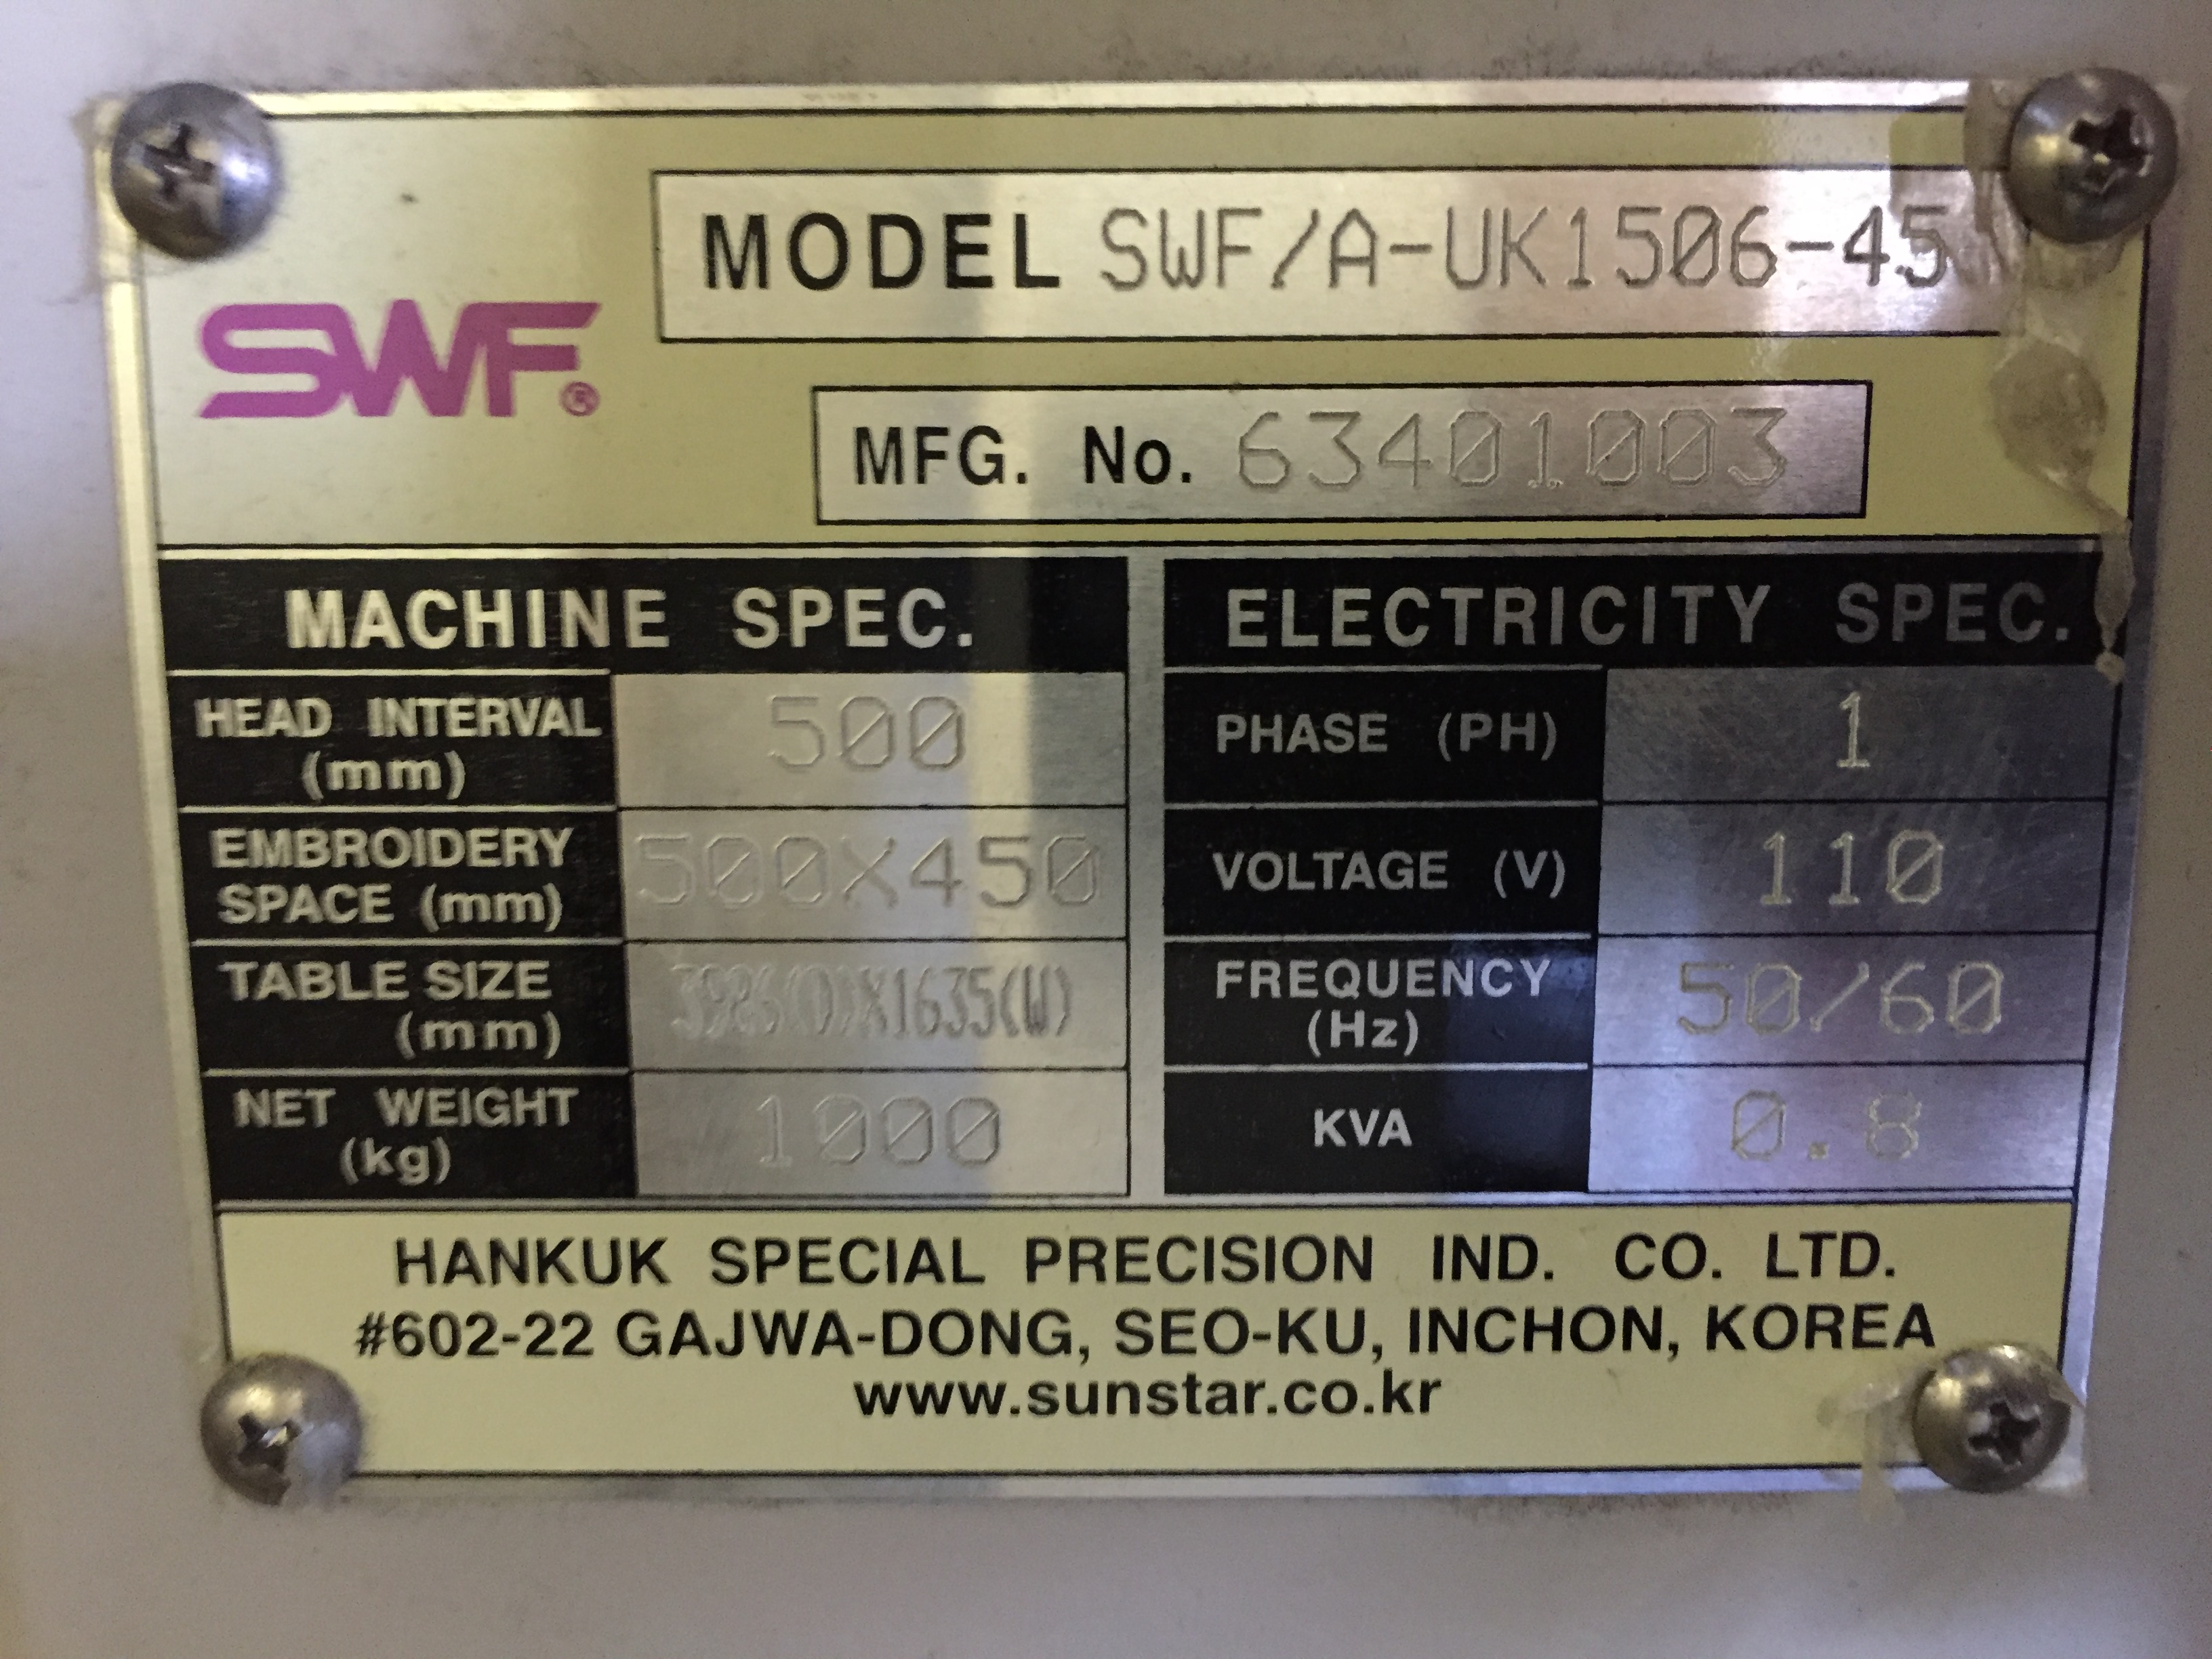 MODEL SWF/A-UK1506-45
SWF®
MFG. No. 63401003
MACHINE SPEC.
HEAD INTERVAL (mm) 500
EMBROIDERY SPACE (mm) 500X450
TABLE SIZE (mm)
NET WEIGHT (kg) 1000
ELECTRICITY SPEC.
PHASE (PH) 1
VOLTAGE (V) 110
FREQUENCY (Hz) 50/60
KVA 0.8
HANKUK SPECIAL PRECISION IND. CO. LTD.
#602-22 GAJWA-DONG, SEO-KU, INCHON, KOREA
www.sunstar.co.kr